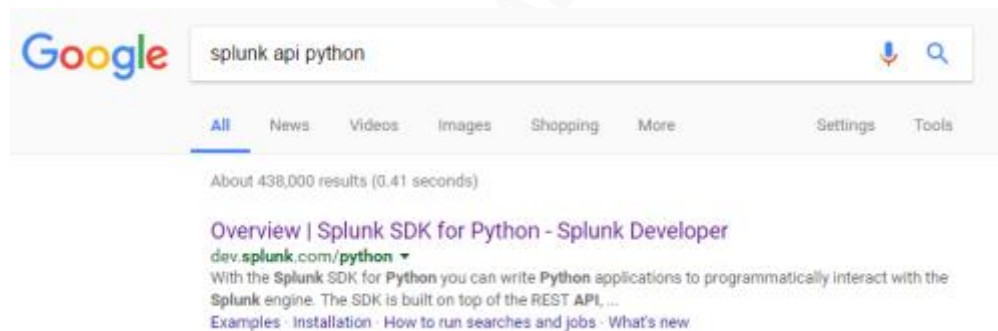 Google
splunk api python
All News Videos Images Shopping More Settings Tools
About 438,000 results (0.41 seconds)
Overview | Splunk SDK for Python - Splunk Developer
dev.splunk.com/python ▼
With the Splunk SDK for Python you can write Python applications to programmatically interact with the
Splunk engine. The SDK is built on top of the REST API, ...
Examples · Installation · How to run searches and jobs · What's new